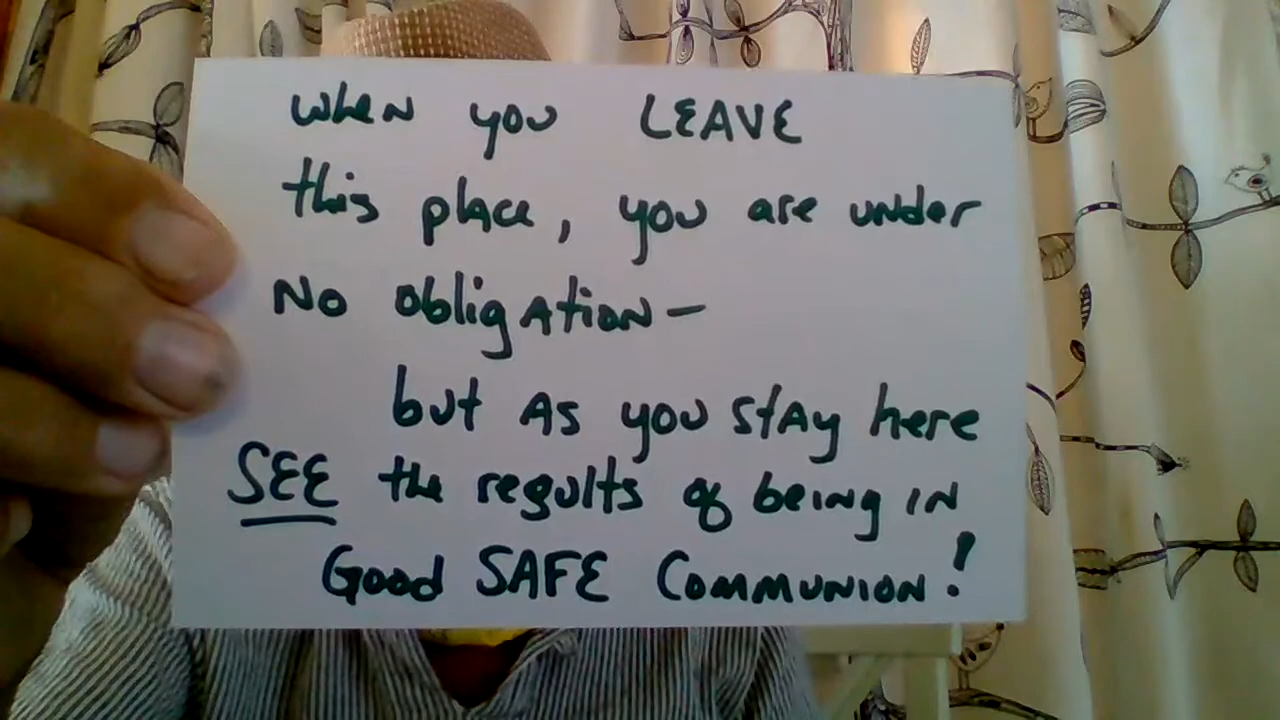 when you LEAVE
this place, you are under
No obligation—
but As you stay here
SEE the results of being IN
Good SAFE Communion!